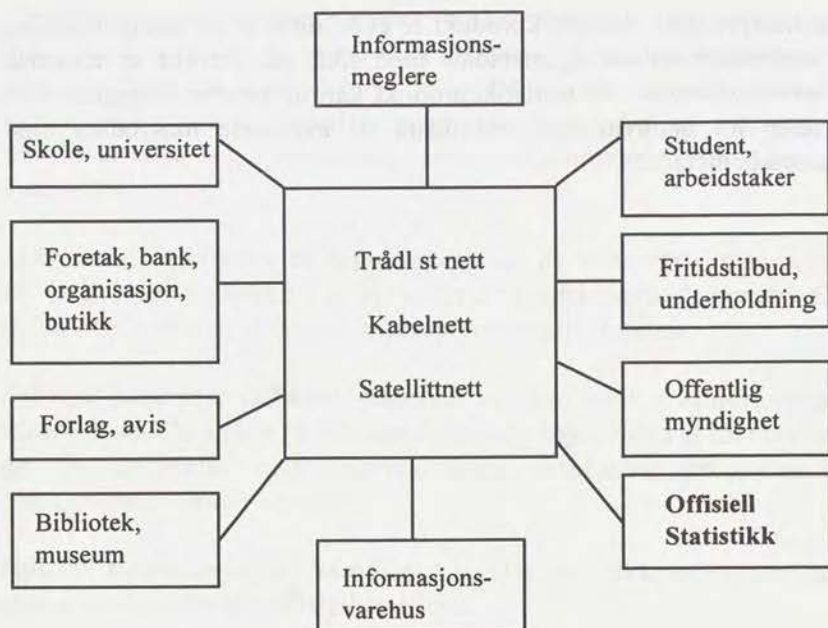 Informasjons-
meglere
Skole, universitet
Student,
arbeidstaker
Foretak, bank,
organisasjon,
butikk
Trådl st nett
Kabelnett
Satellittnett
Fritidstilbud,
underholdning
Forlag, avis
Offentlig
myndighet
Bibliotek,
museum
Offisiell
Statistikk
Informasjons-
varehus